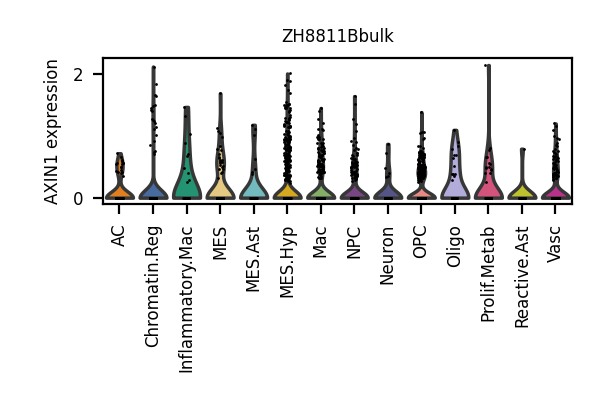 ZH8811Bbulk
AXIN1 expression
2
0
AC
Chromatin.Reg
Inflammatory.Mac
MES
MES.Ast
MES.Hyp
Mac
NPC
Neuron
OPC
Oligo
Prolif.Metab
Reactive.Ast
Vasc